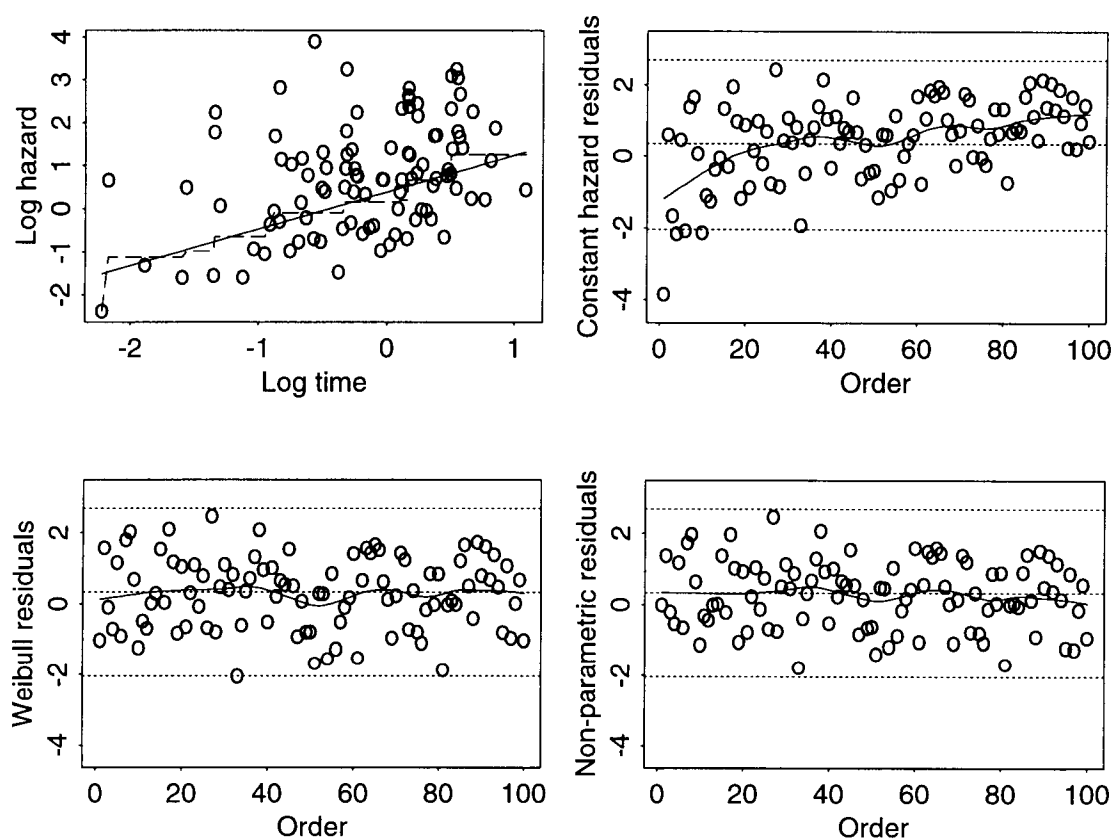 Log hazard
4
3
2
1
0
-1
-2
-2 -1 0 1
Log time
Constant hazard residuals
2
0
-2
-4
0 20 40 60 80 100
Order
Weibull residuals
2
0
-2
-4
0 20 40 60 80 100
Order
Non-parametric residuals
2
0
-2
-4
0 20 40 60 80 100
Order